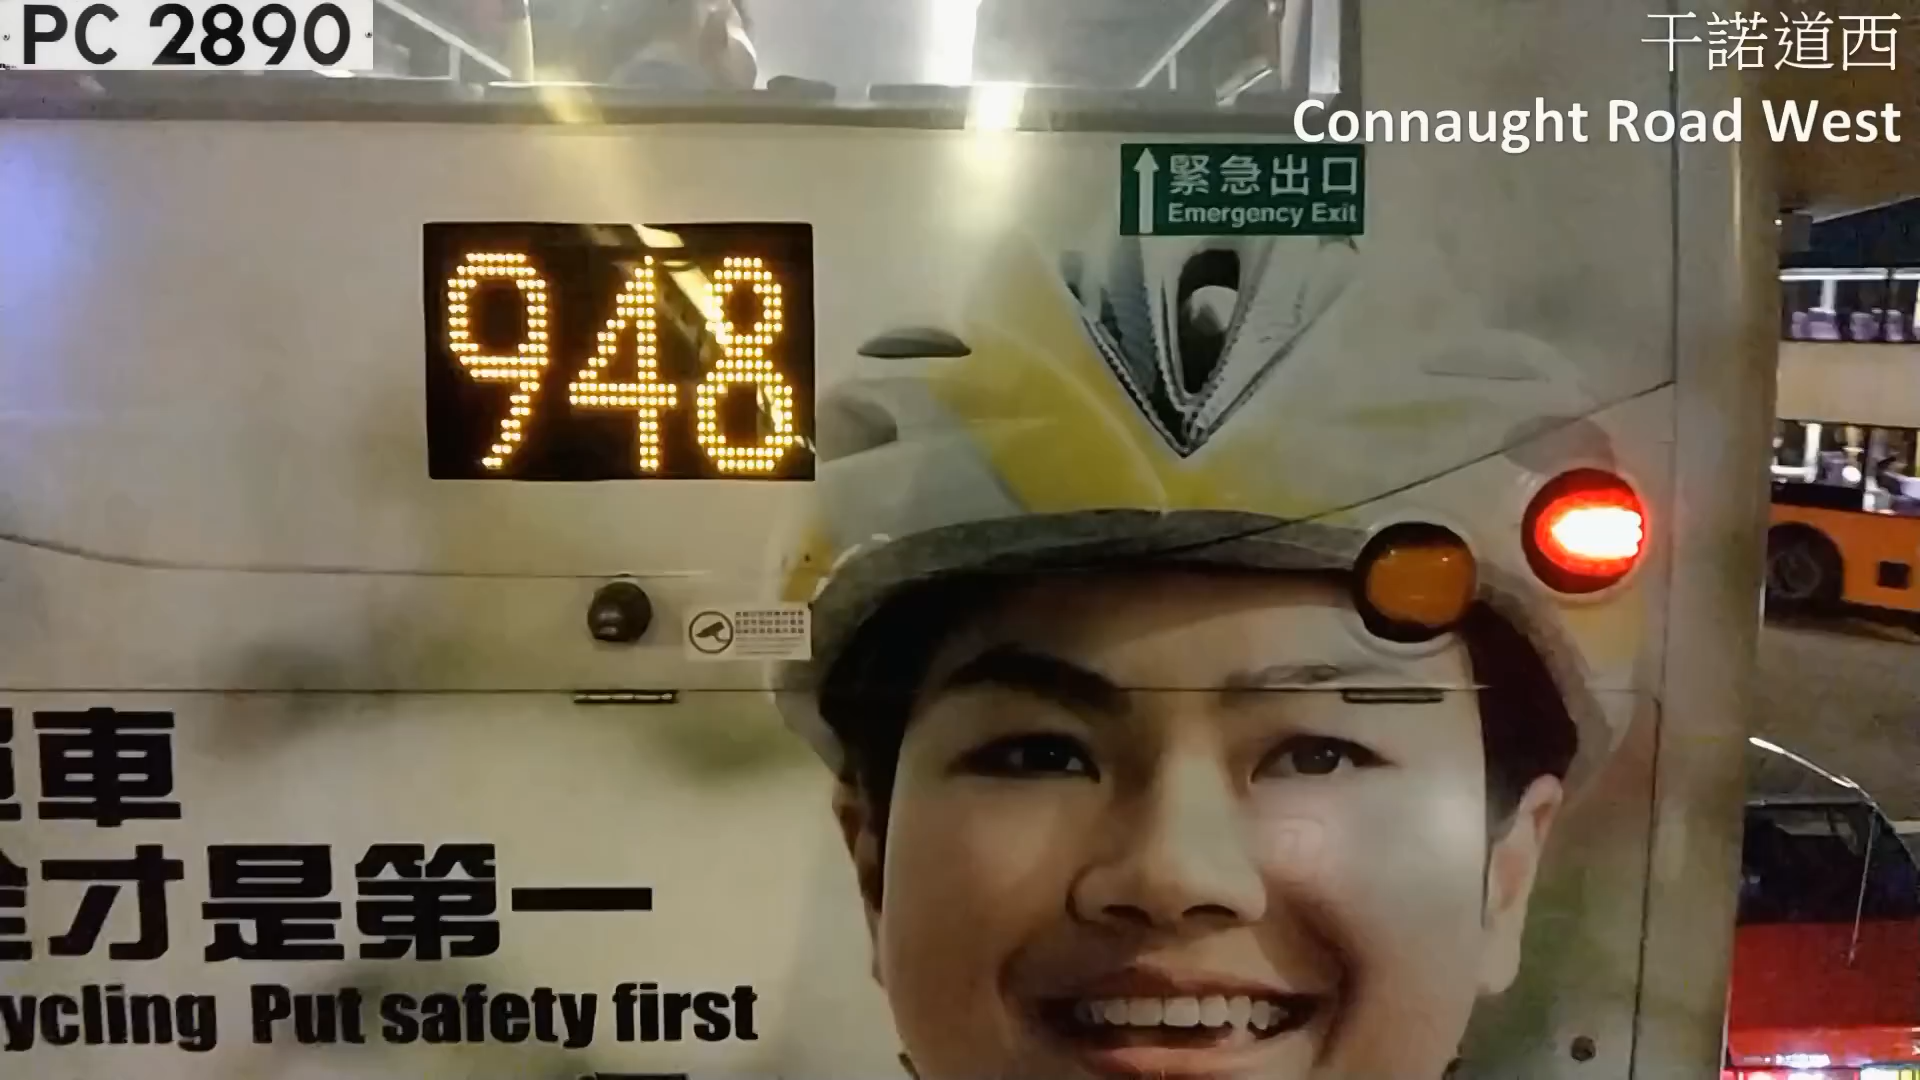 PC 2890
干諾道西
Connaught Road West
緊急出口
Emergency Exit
948
車
才是第一
ycling Put safety first